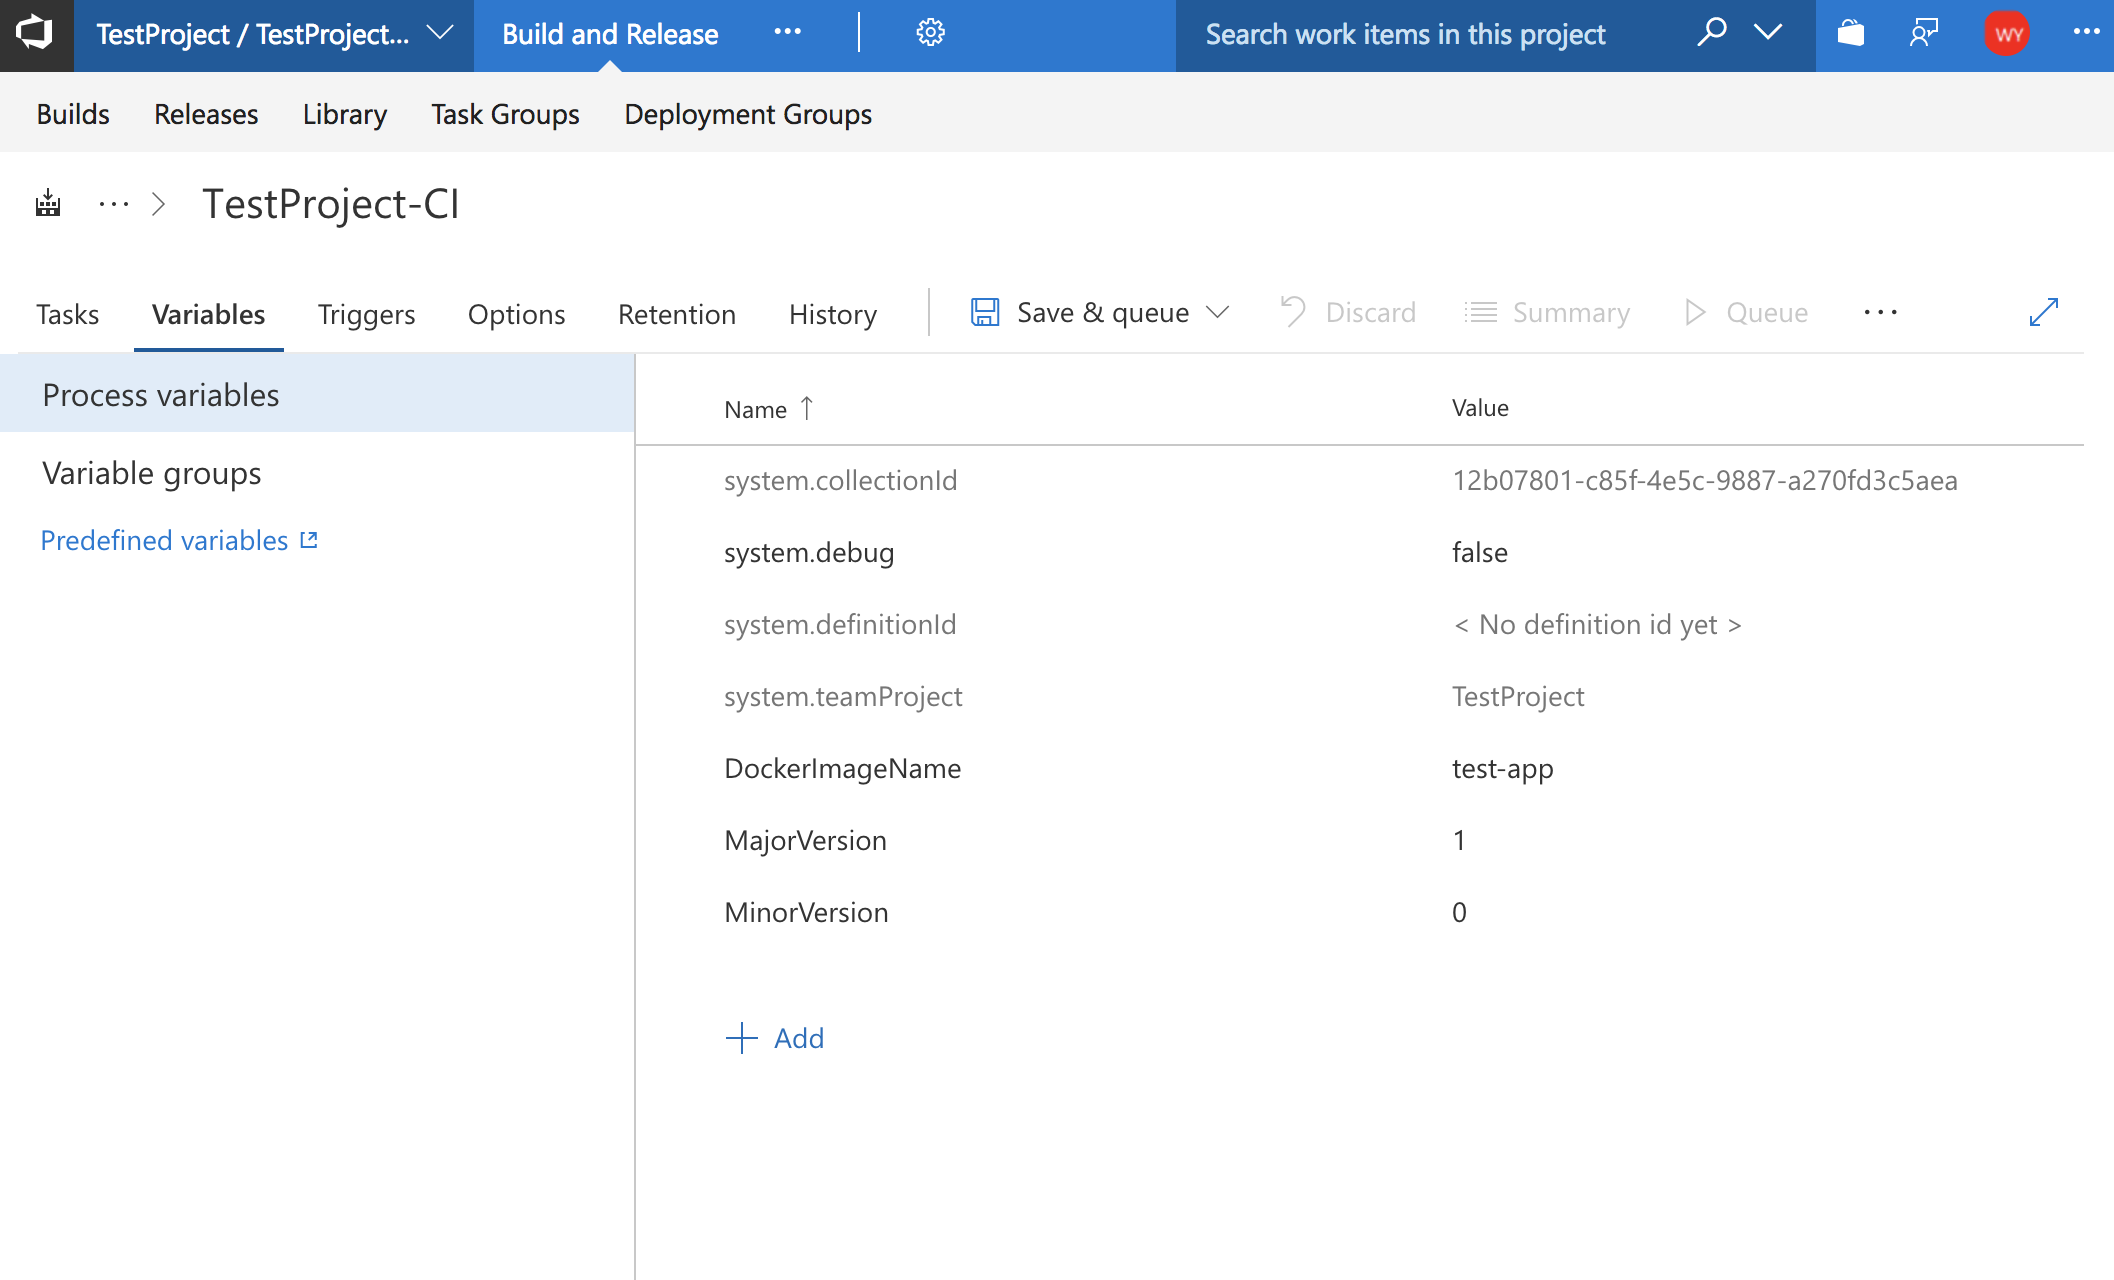 TestProject / TestProject... Build and Release ... Search work items in this project WY ...
Builds Releases Library Task Groups Deployment Groups
... > TestProject-CI
Tasks Variables Triggers Options Retention History Save & queue Discard Summary Queue ...
Process variables
Variable groups
Predefined variables
Name ↑ Value
system.collectionId 12b07801-c85f-4e5c-9887-a270fd3c5aea
system.debug false
system.definitionId < No definition id yet >
system.teamProject TestProject
DockerImageName test-app
MajorVersion 1
MinorVersion 0
+ Add